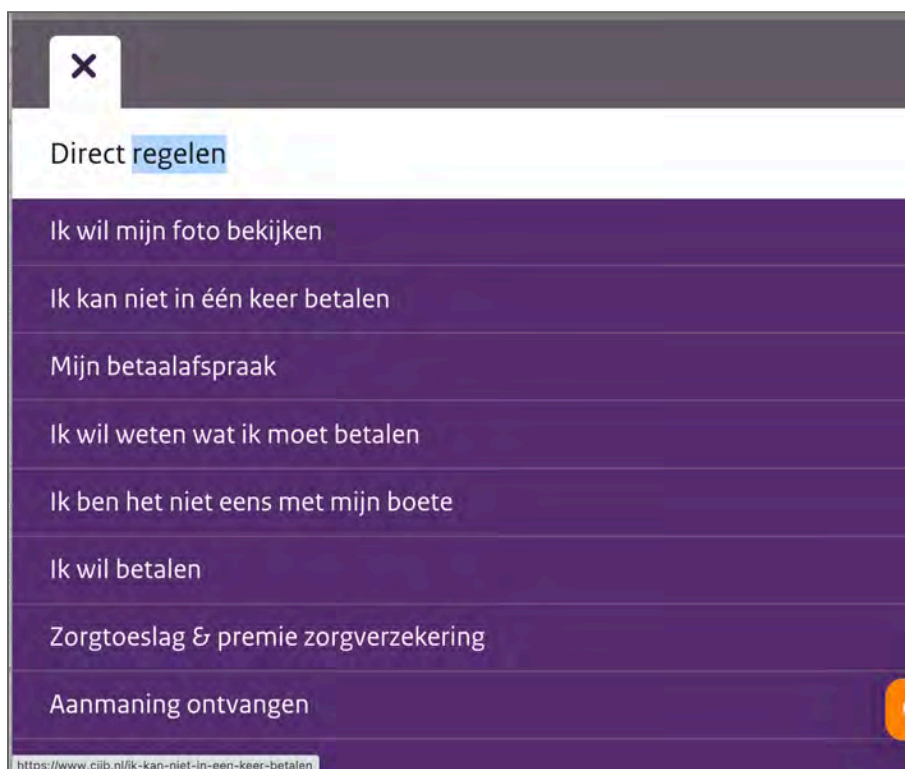 Direct regelen
Ik wil mijn foto bekijken
Ik kan niet in één keer betalen
Mijn betaalafspraak
Ik wil weten wat ik moet betalen
Ik ben het niet eens met mijn boete
Ik wil betalen
Zorgtoeslag & premie zorgverzekering
Aanmaning ontvangen
https://www.cjib.nl/ik-kan-niet-in-een-keer-betalen